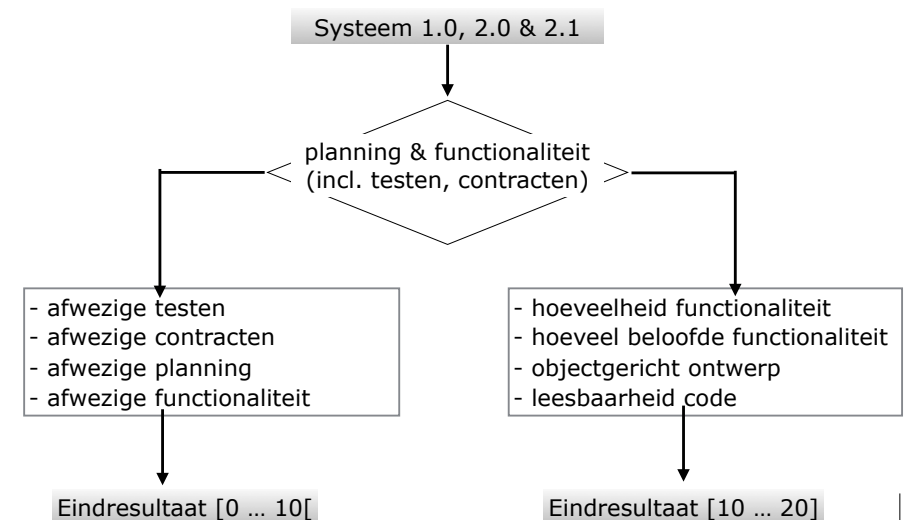 Systeem 1.0, 2.0 & 2.1
planning & functionaliteit
(incl. testen, contracten)
- afwezige testen
- afwezige contracten
- afwezige planning
- afwezige functionaliteit
- hoeveelheid functionaliteit
- hoeveel beloofde functionaliteit
- objectgericht ontwerp
- leesbaarheid code
Eindresultaat [0 … 10[
Eindresultaat [10 … 20]